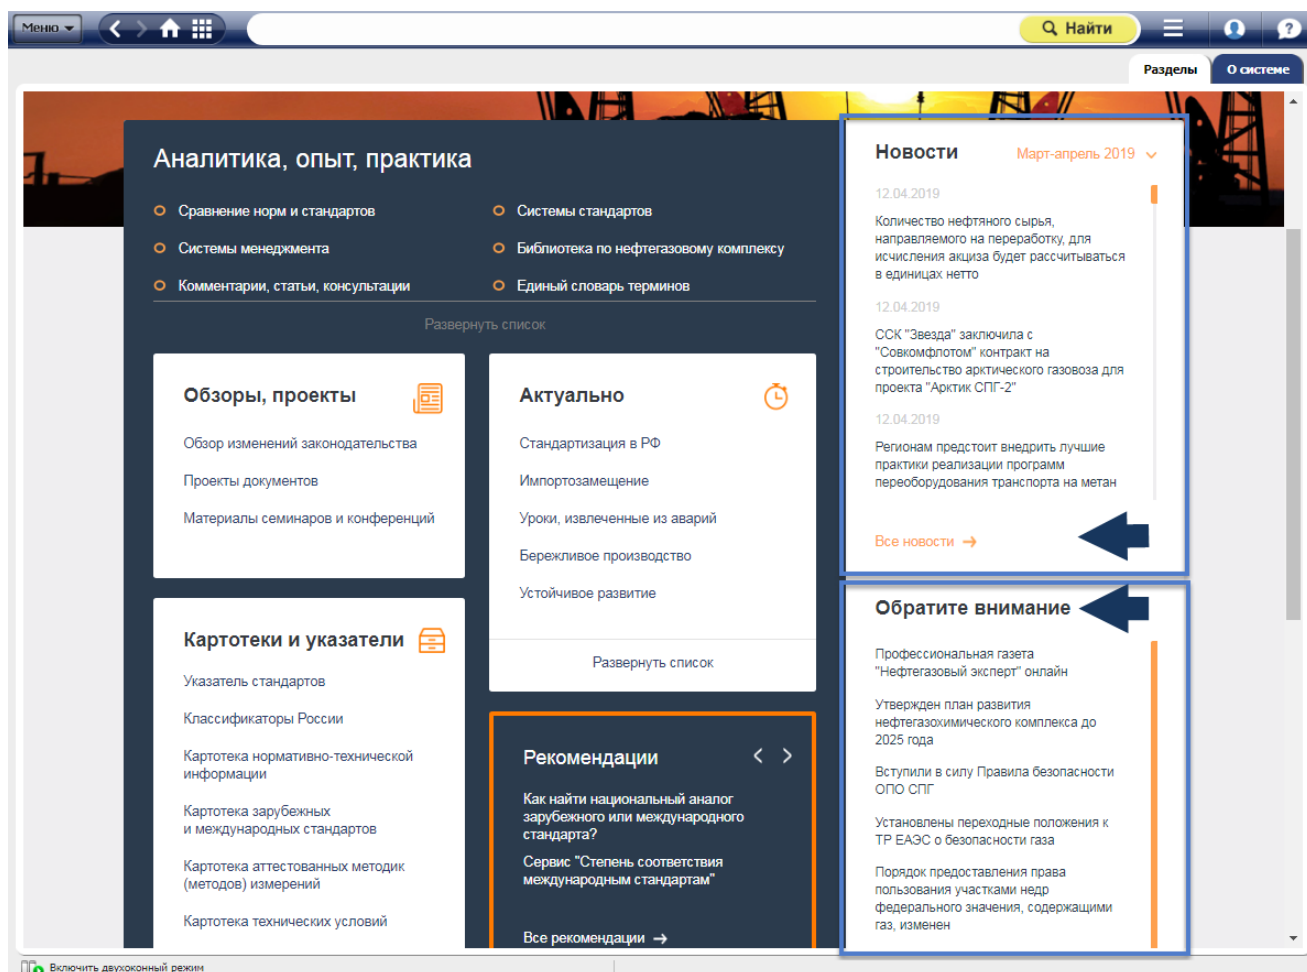 Меню
Найти
Разделы
О системе
Аналитика, опыт, практика
Сравнение норм и стандартов
Системы стандартов
Системы менеджмента
Библиотека по нефтегазовому комплексу
Комментарии, статьи, консультации
Единый словарь терминов
Развернуть список
Обзоры, проекты
Обзор изменений законодательства
Проекты документов
Материалы семинаров и конференций
Актуально
Стандартизация в РФ
Импортозамещение
Уроки, извлеченные из аварий
Бережливое производство
Устойчивое развитие
Развернуть список
Картотеки и указатели
Указатель стандартов
Классификаторы России
Картотека нормативно-технической
информации
Картотека зарубежных
и международных стандартов
Картотека аттестованных методик
(методов) измерений
Картотека технических условий
Рекомендации
Как найти национальный аналог
зарубежного или международного
стандарта?
Сервис "Степень соответствия
международным стандартам"
Все рекомендации
Новости
Март-апрель 2019
12.04.2019
Количество нефтяного сырья,
направляемого на переработку, для
исчисления акциза будет рассчитываться
в единицах нетто
12.04.2019
ССК "Звезда" заключила с
"Совкомфлотом" контракт на
строительство арктического газовоза для
проекта "Арктик СПГ-2"
12.04.2019
Регионам предстоит внедрить лучшие
практики реализации программ
переоборудования транспорта на метан
Все новости
Обратите внимание
Профессиональная газета
"Нефтегазовый эксперт" онлайн
Утвержден план развития
нефтегазохимического комплекса до
2025 года
Вступили в силу Правила безопасности
ОПО СПГ
Установлены переходные положения к
ТР ЕАЭС о безопасности газа
Порядок предоставления права
пользования участками недр
федерального значения, содержащими
газ, изменен
Включить двухоконный режим